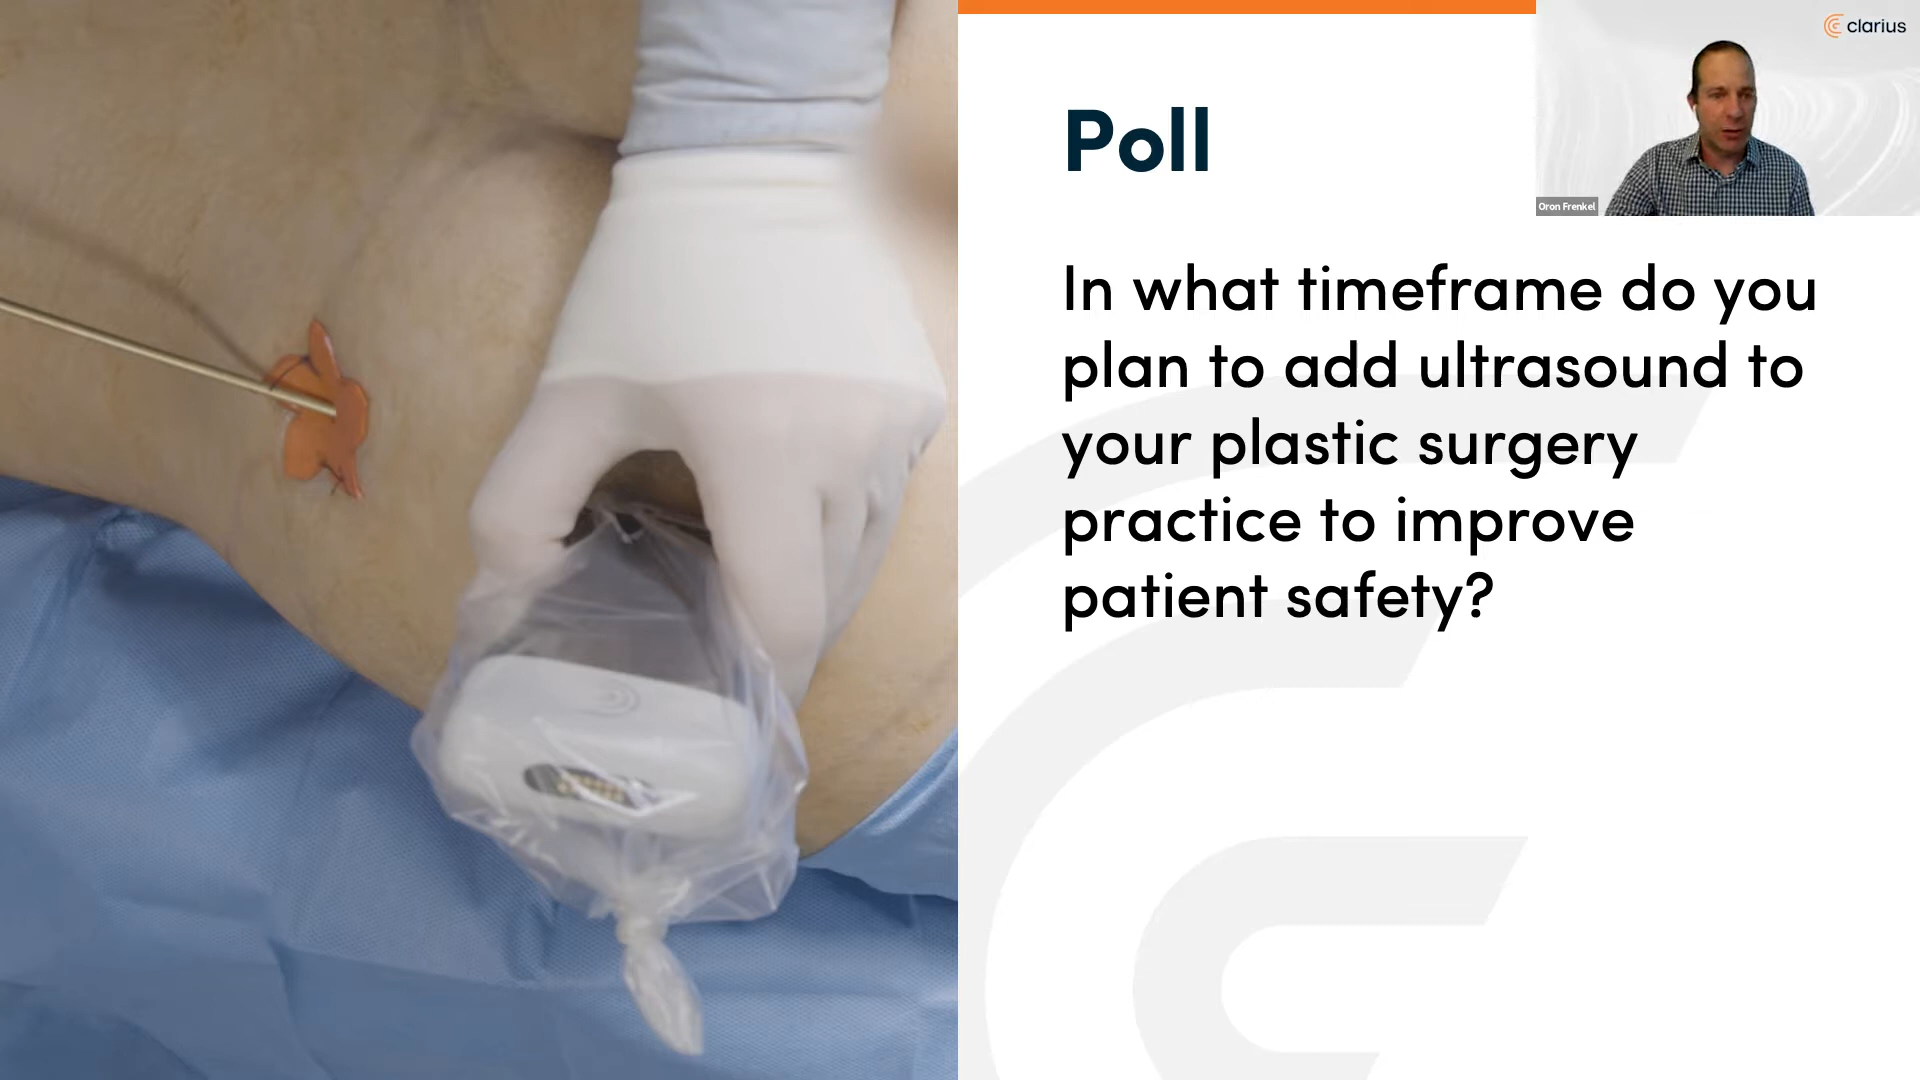 clarius
Poll
Oron Frenkel
In what timeframe do you
plan to add ultrasound to
your plastic surgery
practice to improve
patient safety?